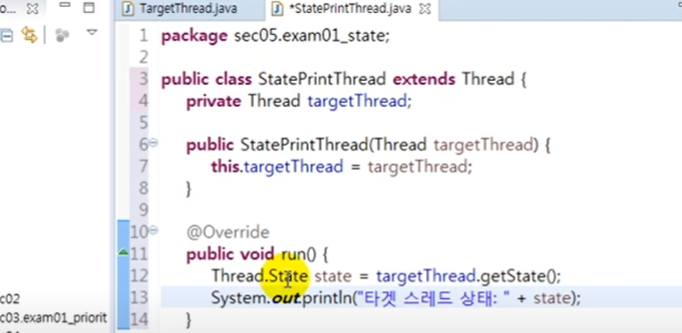 TargetThread.java
*StatePrintThread.java
1 package sec05.exam01_state;
2
3 public class StatePrintThread extends Thread {
4 private Thread targetThread;
5
6 public StatePrintThread(Thread targetThread) {
7 this.targetThread = targetThread;
8 }
9
10 @Override
11 public void run() {
12 Thread.State state = targetThread.getState();
13 System.out.println("타겟 스레드 상태: " + state);
14 }
c02
c03.exam01_priorit